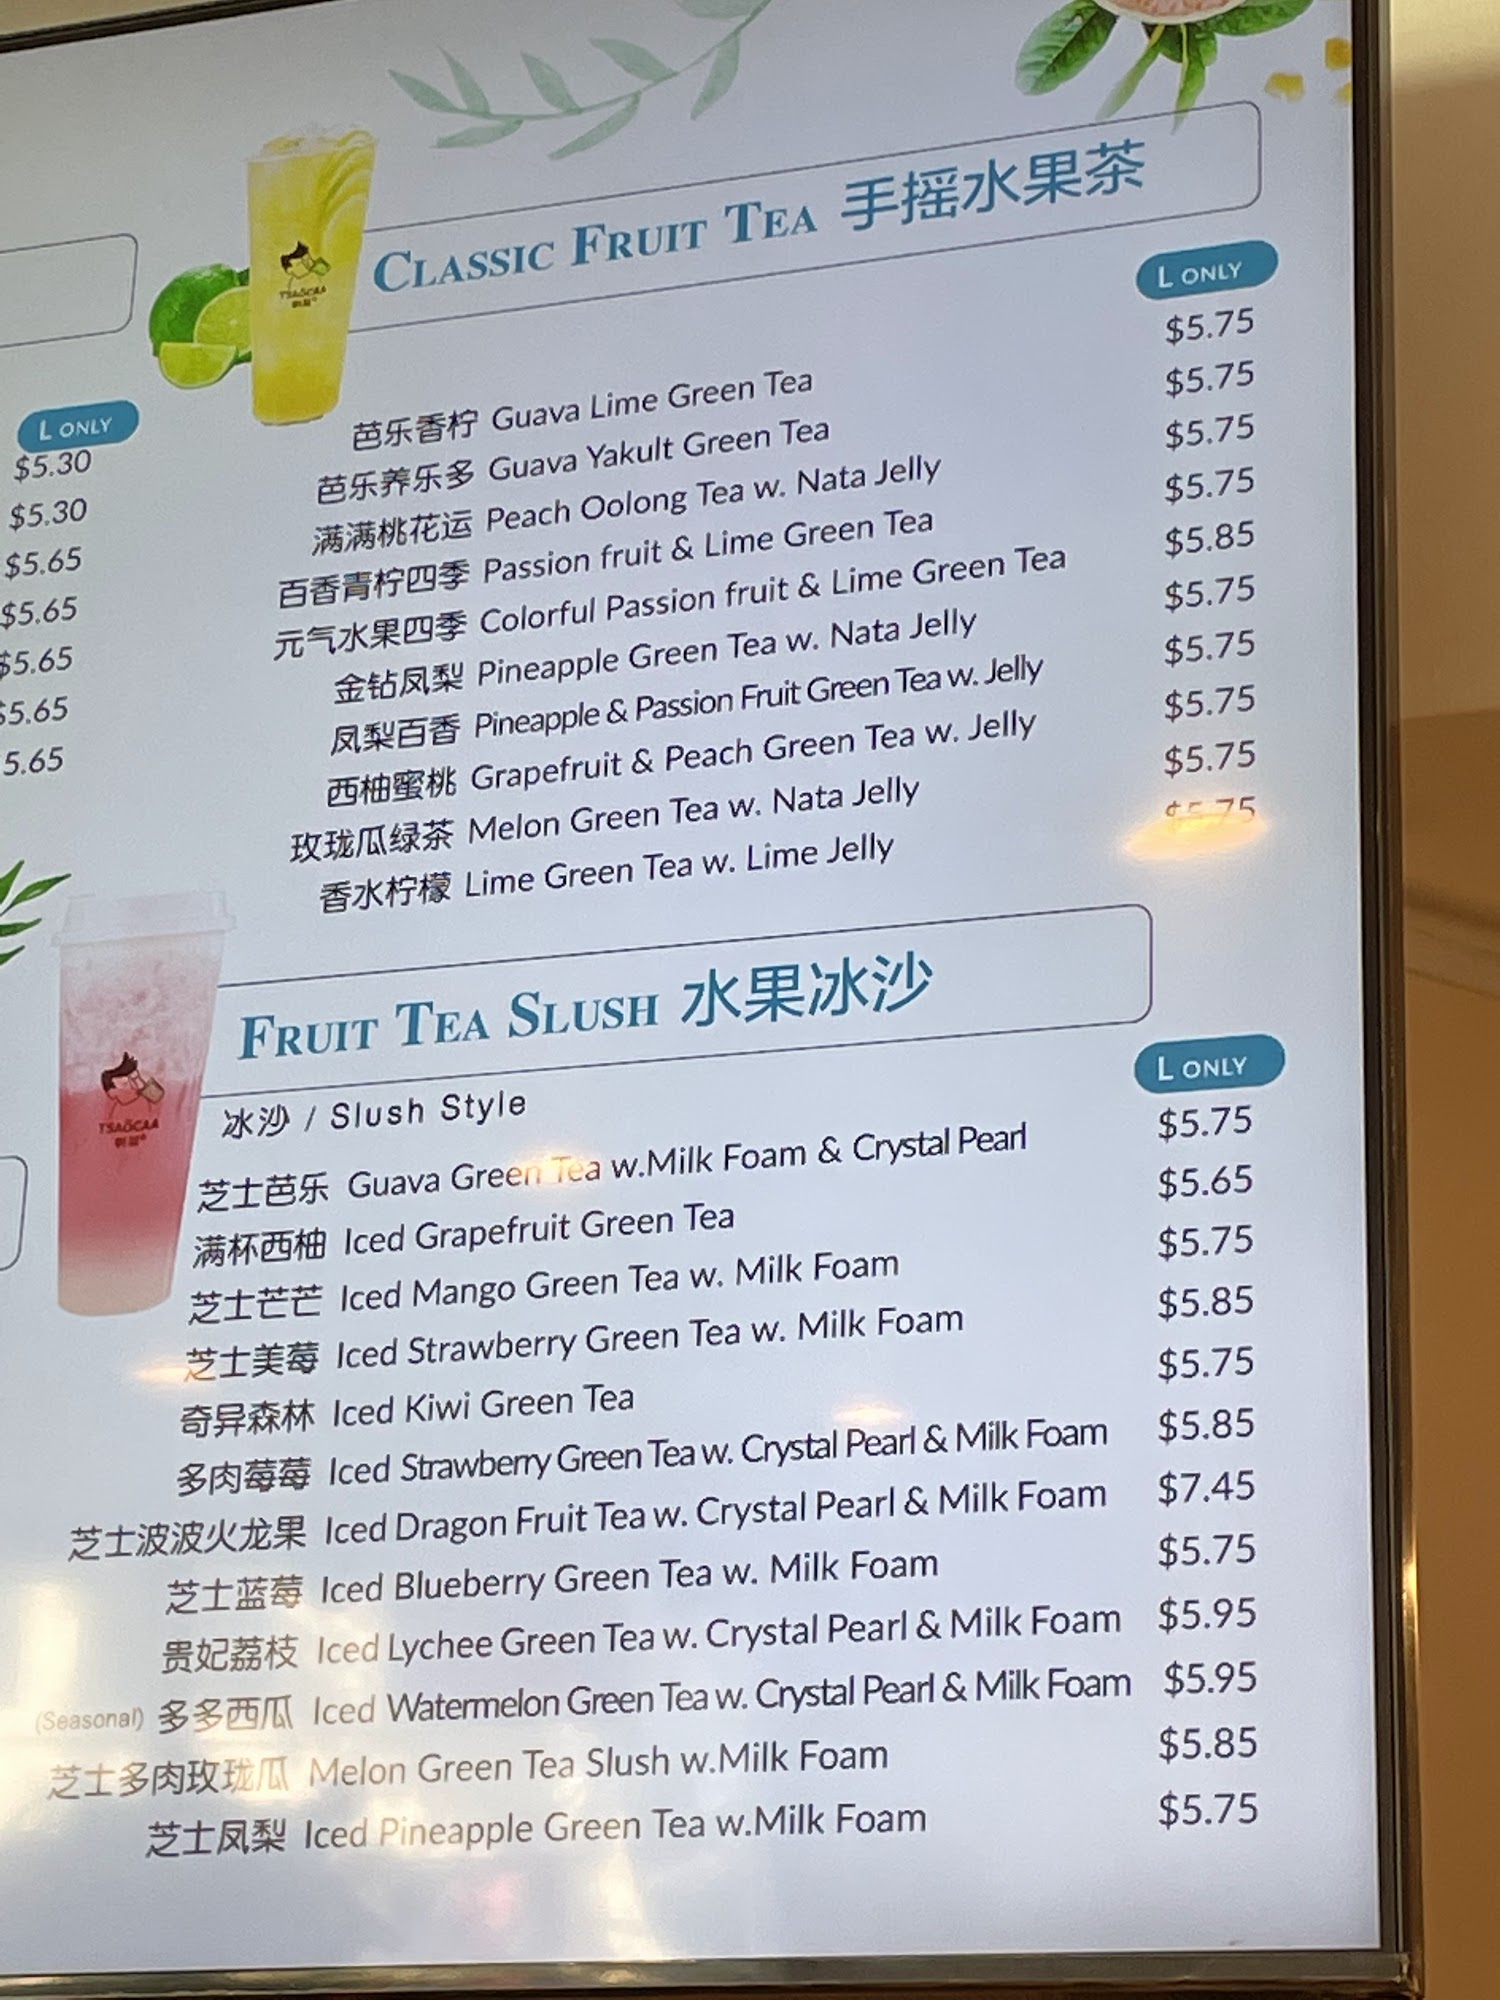 CLASSIC FRUIT TEA 手摇水果茶
L ONLY
芭乐香柠 Guava Lime Green Tea $5.75
芭乐养乐多 Guava Yakult Green Tea $5.75
满满桃花运 Peach Oolong Tea w. Nata Jelly $5.75
百香青柠四季 Passion fruit & Lime Green Tea $5.75
元气水果四季 Colorful Passion fruit & Lime Green Tea $5.85
金钻凤梨 Pineapple Green Tea w. Nata Jelly $5.75
凤梨百香 Pineapple & Passion Fruit Green Tea w. Jelly $5.75
西柚蜜桃 Grapefruit & Peach Green Tea w. Jelly $5.75
玫珑瓜绿茶 Melon Green Tea w. Nata Jelly $5.75
香水柠檬 Lime Green Tea w. Lime Jelly $5.75
L ONLY
$5.30
$5.30
$5.65
$5.65
$5.65
$5.65
5.65
TSAOCAA
FRUIT TEA SLUSH 水果冰沙
L ONLY
冰沙 / Slush Style
芝士芭乐 Guava Green Tea w.Milk Foam & Crystal Pearl $5.75
满杯西柚 Iced Grapefruit Green Tea $5.65
芝士芒芒 Iced Mango Green Tea w. Milk Foam $5.75
芝士美莓 Iced Strawberry Green Tea w. Milk Foam $5.85
奇异森林 Iced Kiwi Green Tea $5.75
多肉莓莓 Iced Strawberry Green Tea w. Crystal Pearl & Milk Foam $5.85
芝士波波火龙果 Iced Dragon Fruit Tea w. Crystal Pearl & Milk Foam $7.45
芝士蓝莓 Iced Blueberry Green Tea w. Milk Foam $5.75
贵妃荔枝 Iced Lychee Green Tea w. Crystal Pearl & Milk Foam $5.95
(Seasonal) 多多西瓜 Iced Watermelon Green Tea w. Crystal Pearl & Milk Foam $5.95
芝士多肉玫珑瓜 Melon Green Tea Slush w.Milk Foam $5.85
芝士凤梨 Iced Pineapple Green Tea w.Milk Foam $5.75
TSAOCAA